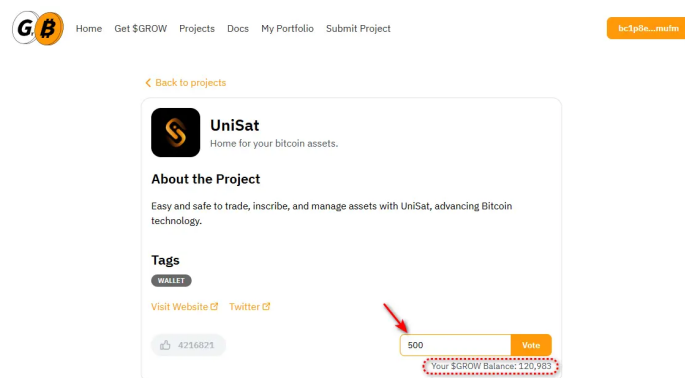 G. ₿ Home Get $GROW Projects Docs My Portfolio Submit Project bc1p8e...mufm
Back to projects
UniSat
Home for your bitcoin assets.
About the Project
Easy and safe to trade, inscribe, and manage assets with UniSat, advancing Bitcoin
technology.
Tags
WALLET
Visit Website Twitter
4216821 500 Vote
Your $GROW Balance: 120,983